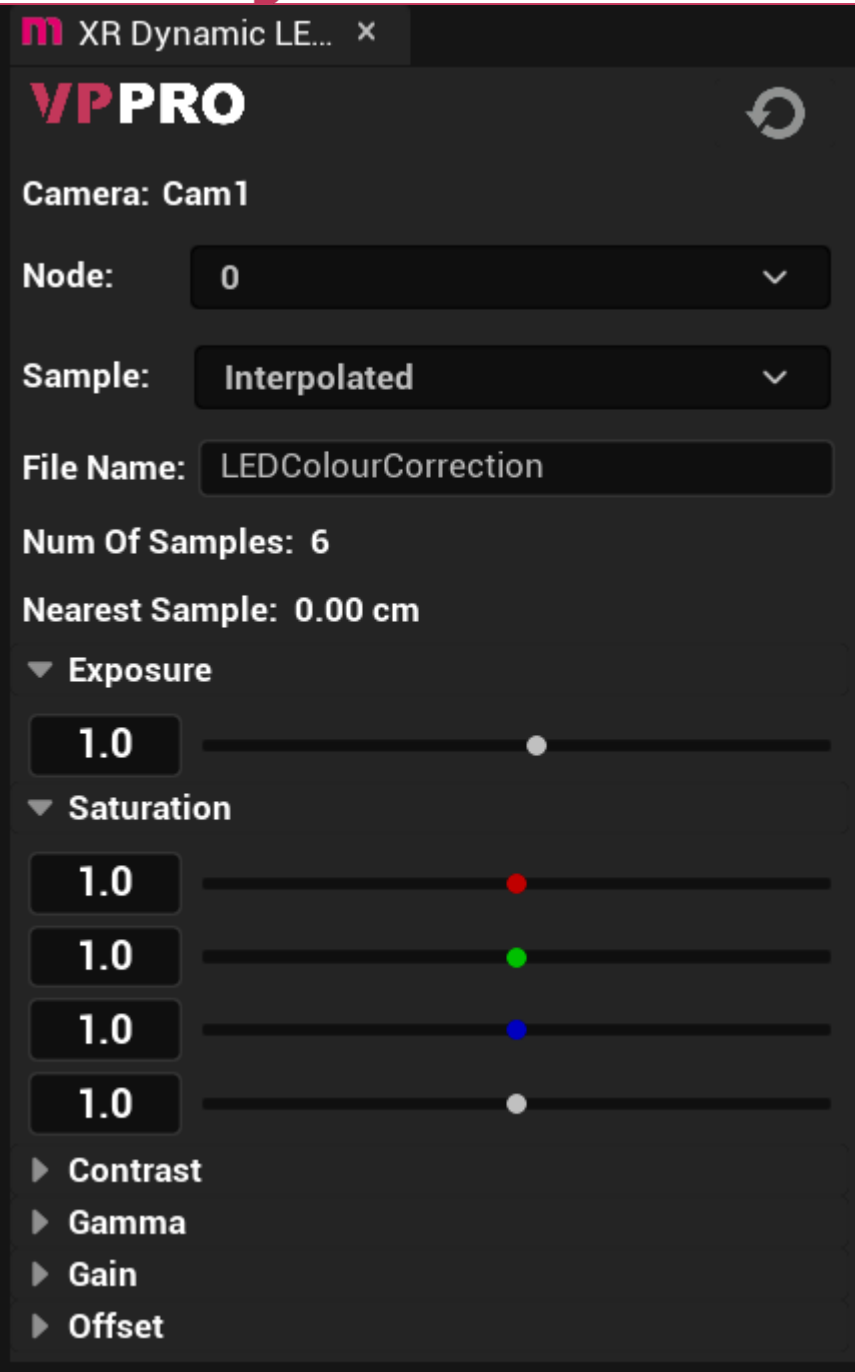 m XR Dynamic LE... ×
VPPRO
Camera: Cam1
Node: 0
Sample: Interpolated
File Name: LEDColourCorrection
Num Of Samples: 6
Nearest Sample: 0.00 cm
Exposure
1.0
Saturation
1.0
1.0
1.0
1.0
Contrast
Gamma
Gain
Offset